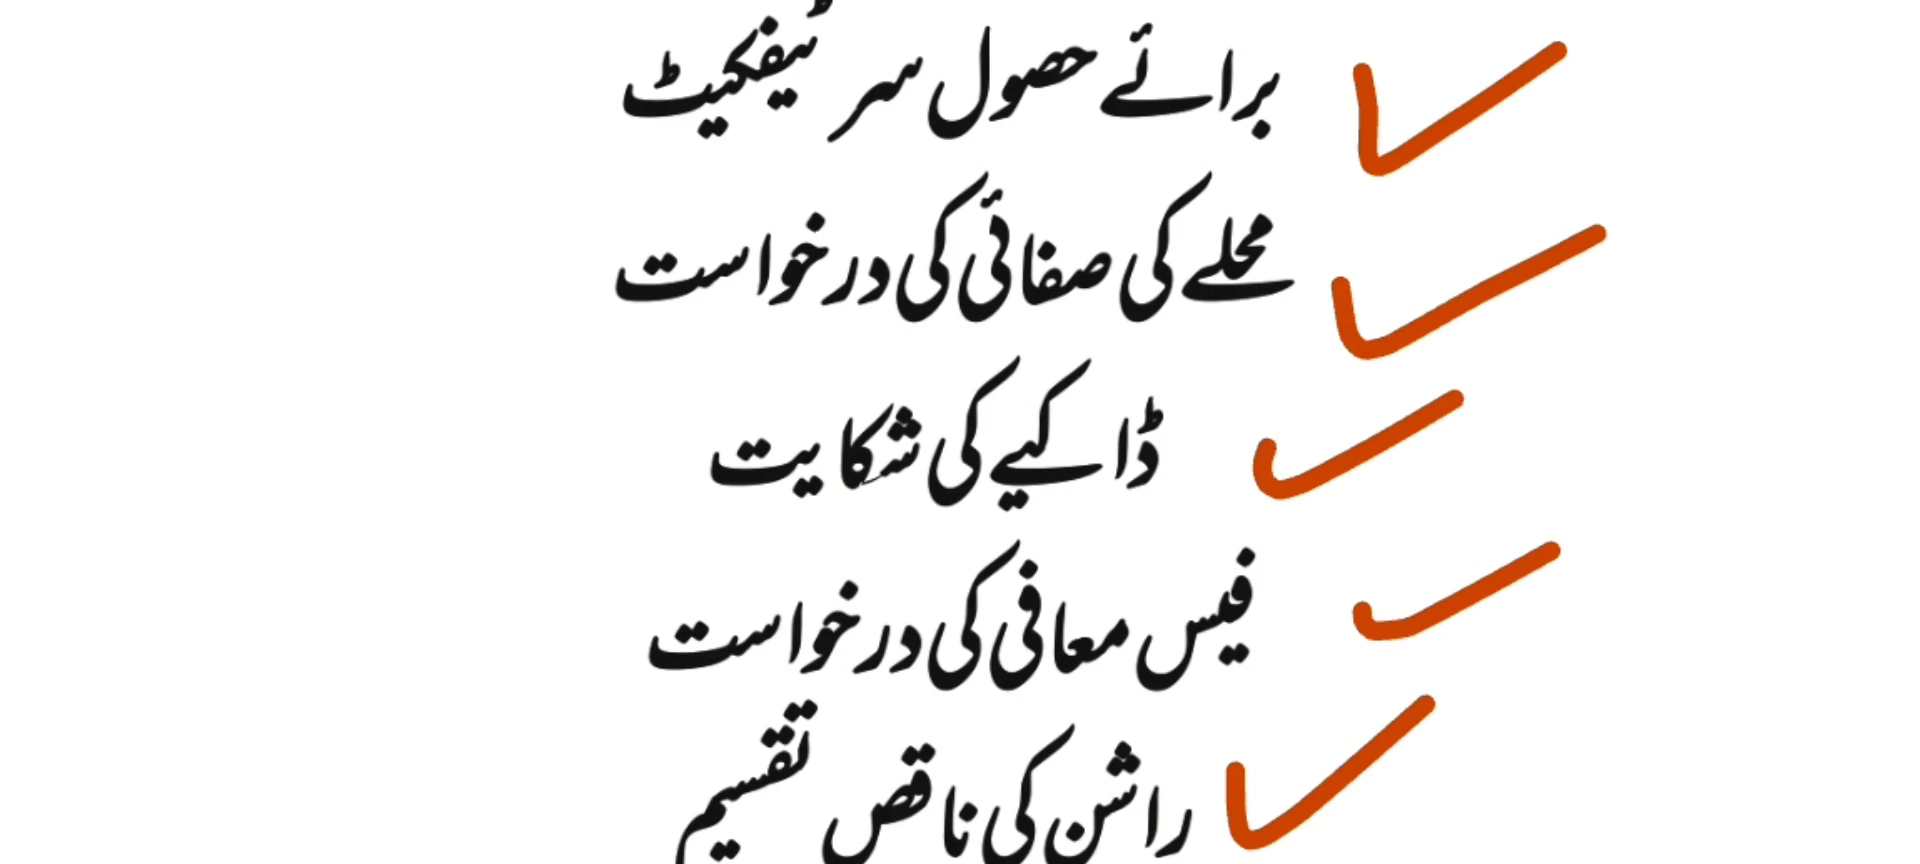 برائے حصول سرٹیفکیٹ
محلے کی صفائی کی درخواست
ڈاکیے کی شکایت
فیس معافی کی درخواست
راشن کی ناقص تقسیم